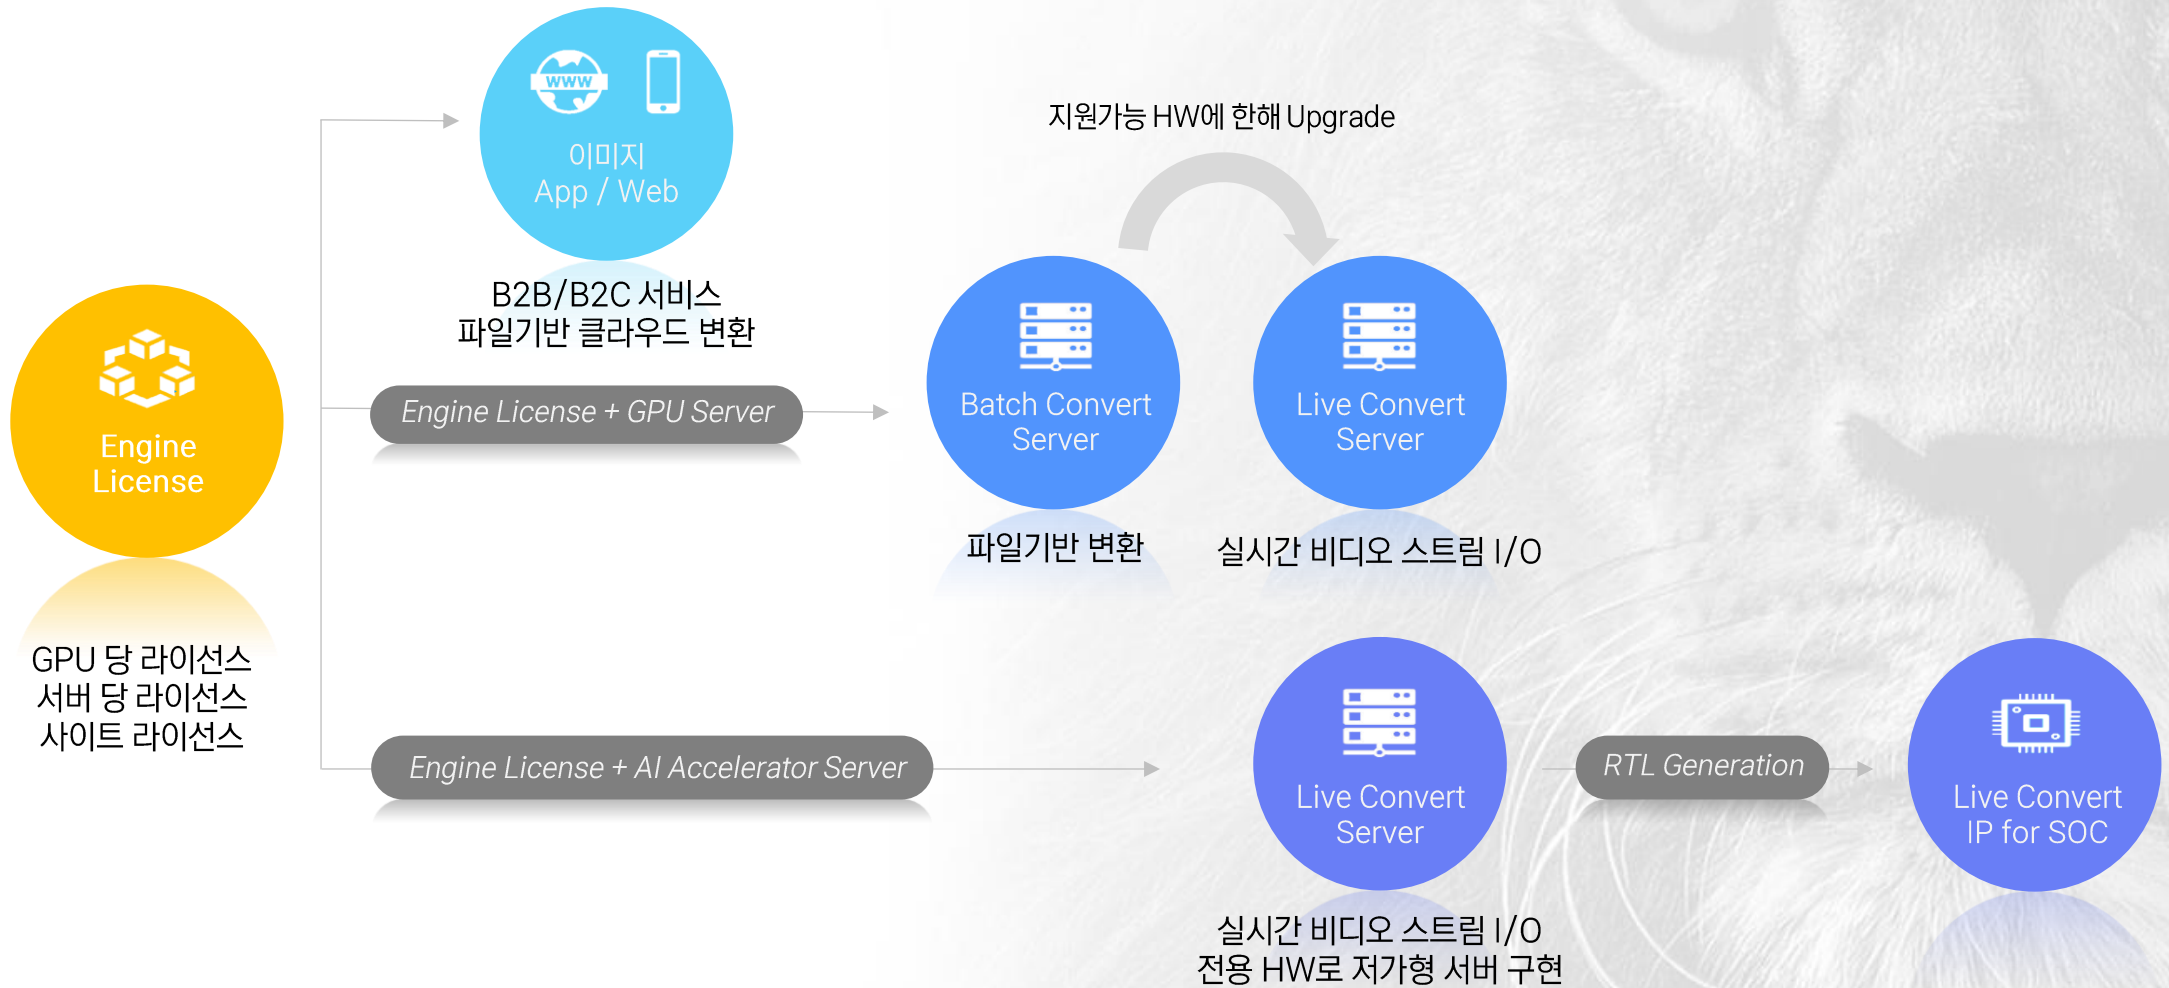 WWW
이미지
App / Web
B2B/B2C 서비스
파일기반 클라우드 변환
지원가능 HW에 한해 Upgrade
Engine
License
GPU 당 라이선스
서버 당 라이선스
사이트 라이선스
Engine License + GPU Server
Batch Convert
Server
파일기반 변환
Live Convert
Server
실시간 비디오 스트림 I/O
Engine License + AI Accelerator Server
Live Convert
Server
실시간 비디오 스트림 I/O
전용 HW로 저가형 서버 구현
RTL Generation
Live Convert
IP for SOC